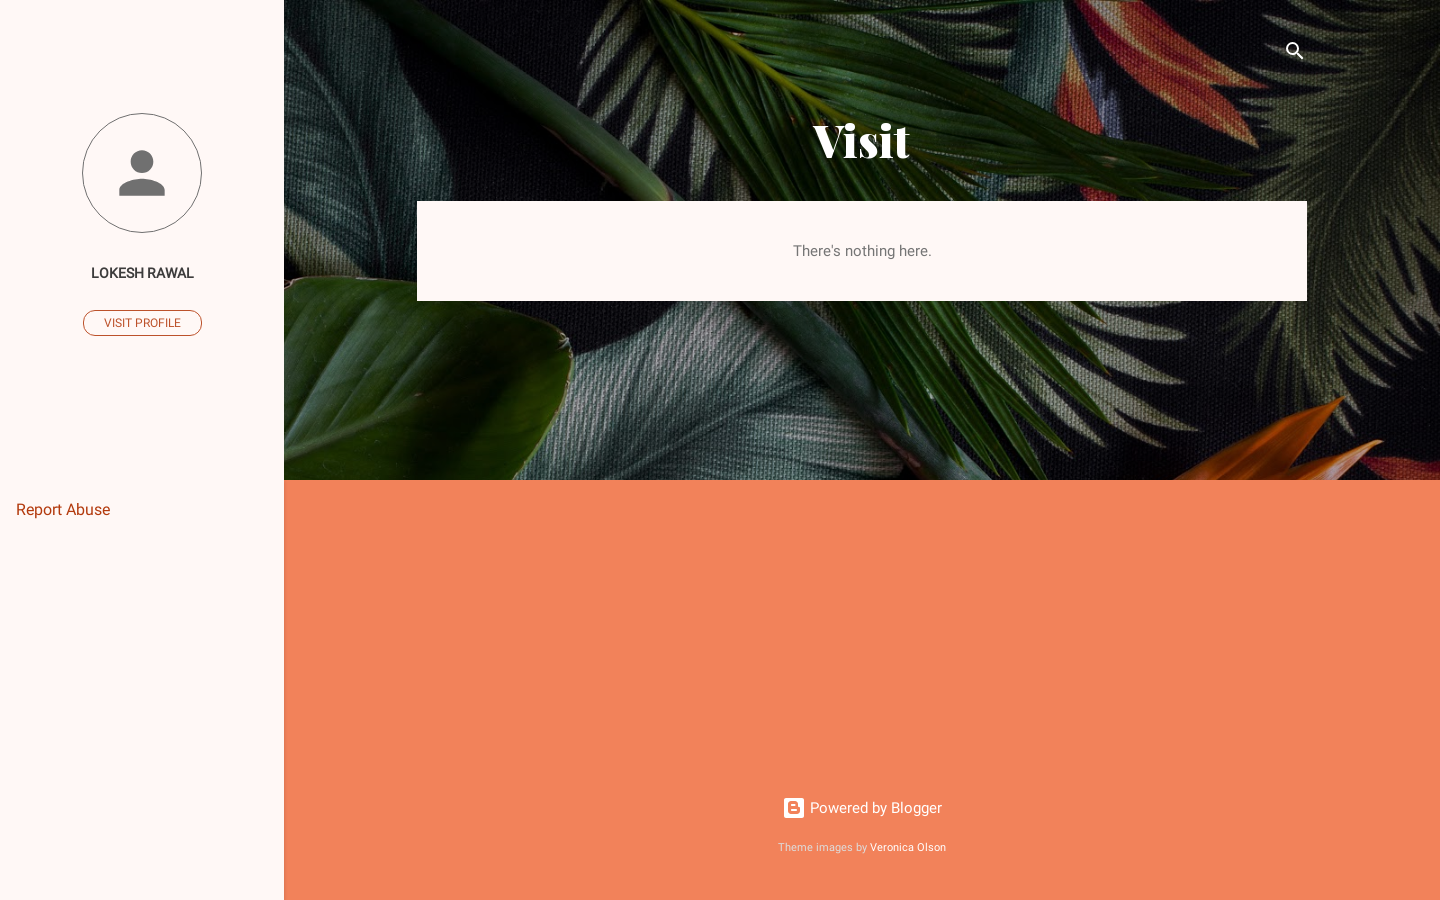 LOKESH RAWAL
VISIT PROFILE
Report Abuse
Visit
There's nothing here.
Powered by Blogger
Theme images by Veronica Olson